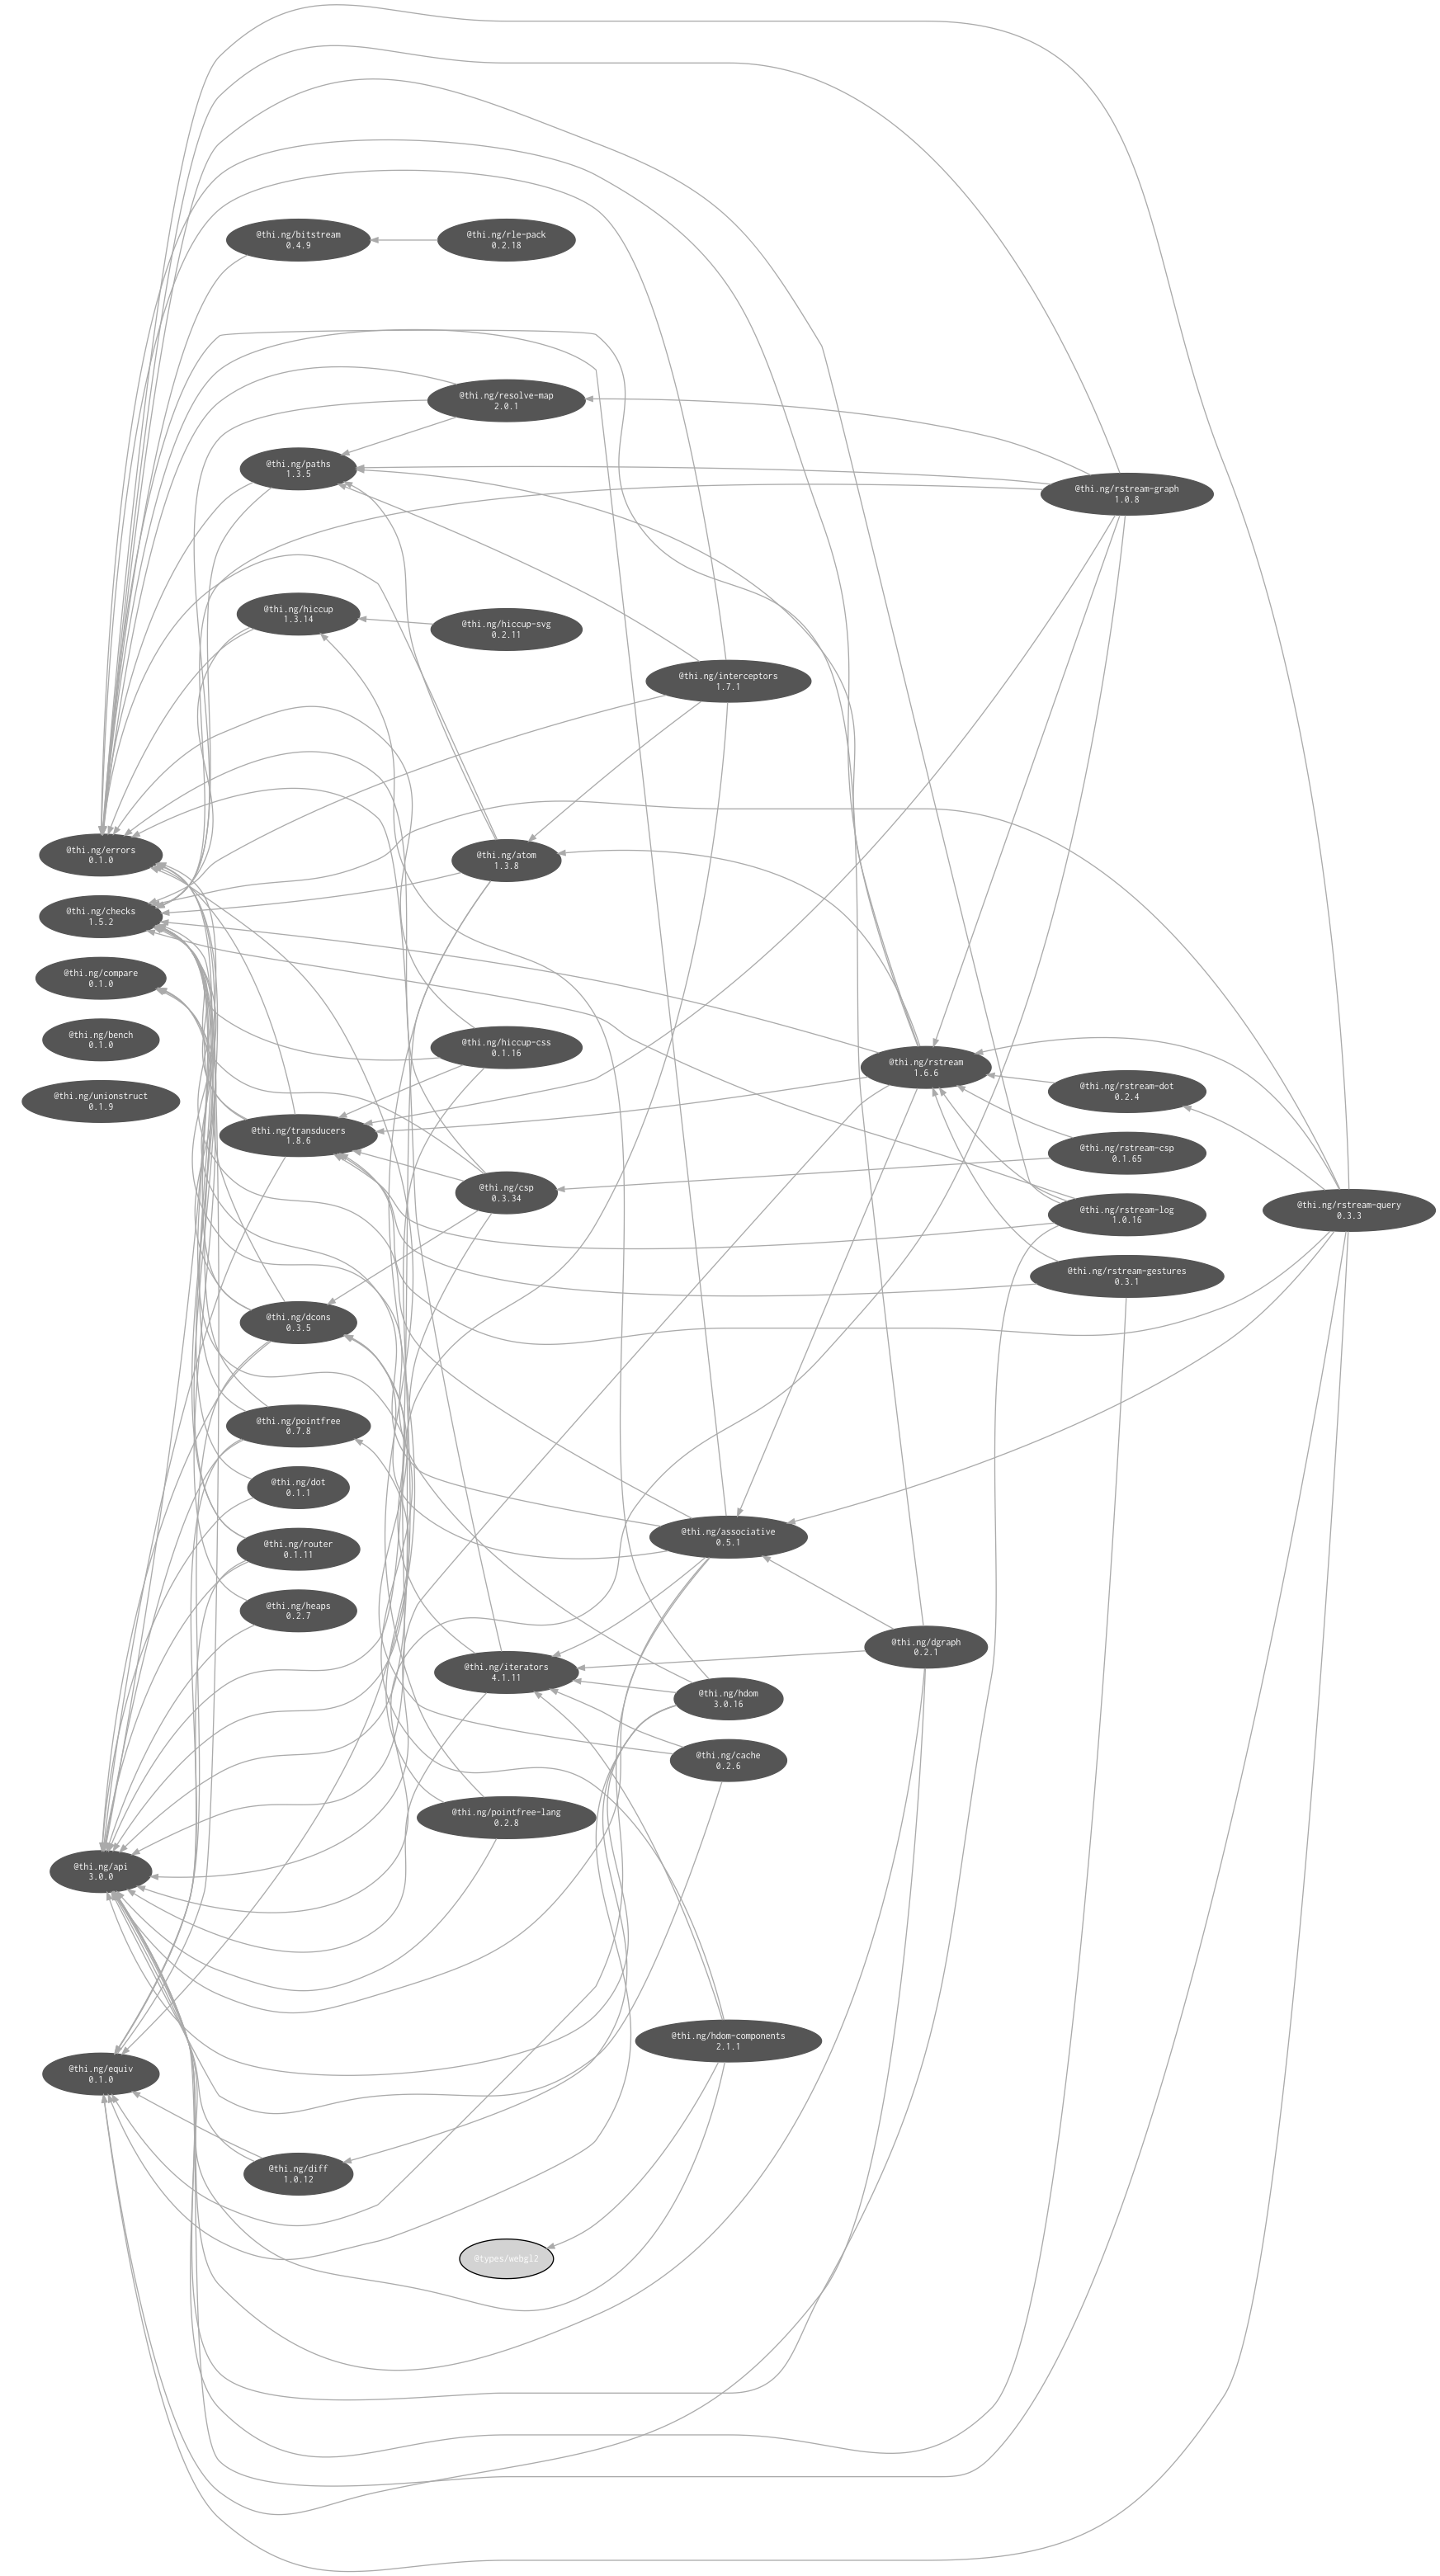 @thi.ng/bitstream
0.4.9
@thi.ng/rle-pack
0.2.18
@thi.ng/resolve-map
2.0.1
@thi.ng/paths
1.3.5
@thi.ng/rstream-graph
1.0.8
@thi.ng/hiccup
1.3.14
@thi.ng/hiccup-svg
0.2.11
@thi.ng/interceptors
1.7.1
@thi.ng/errors
0.1.0
@thi.ng/atom
1.3.8
@thi.ng/checks
1.5.2
@thi.ng/compare
0.1.0
@thi.ng/bench
0.1.0
@thi.ng/hiccup-css
0.1.16
@thi.ng/rstream
1.6.6
@thi.ng/rstream-dot
0.2.4
@thi.ng/unionstruct
0.1.9
@thi.ng/transducers
1.8.6
@thi.ng/rstream-csp
0.1.65
@thi.ng/csp
0.3.34
@thi.ng/rstream-log
1.0.16
@thi.ng/rstream-query
0.3.3
@thi.ng/rstream-gestures
0.3.1
@thi.ng/dcons
0.3.5
@thi.ng/pointfree
0.7.8
@thi.ng/dot
0.1.1
@thi.ng/associative
0.5.1
@thi.ng/router
0.1.11
@thi.ng/heaps
0.2.7
@thi.ng/dgraph
0.2.1
@thi.ng/iterators
4.1.11
@thi.ng/hdom
3.0.16
@thi.ng/cache
0.2.6
@thi.ng/pointfree-lang
0.2.8
@thi.ng/api
3.0.0
@thi.ng/hdom-components
2.1.1
@thi.ng/equiv
0.1.0
@thi.ng/diff
1.0.12
@types/webgl2